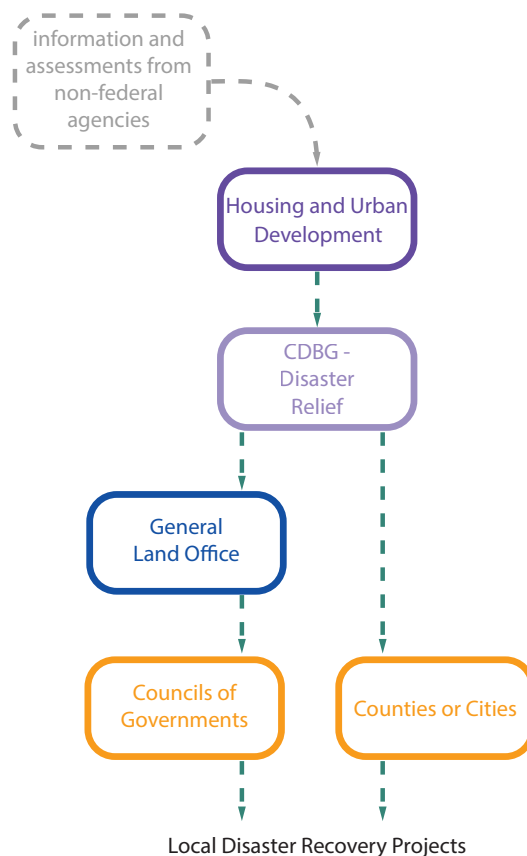 information and
assessments from
non-federal
agencies
Housing and Urban
Development
CDBG -
Disaster
Relief
General
Land Office
Councils of
Governments
Counties or Cities
Local Disaster Recovery Projects